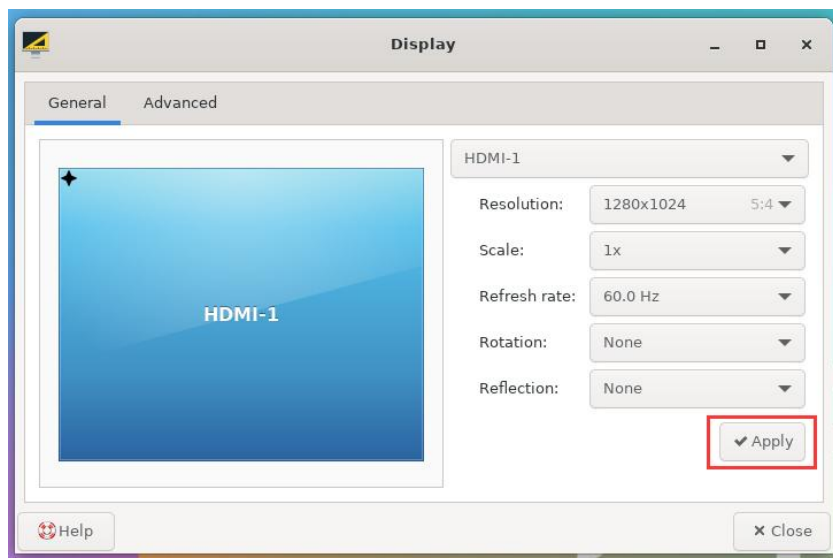 Display
General Advanced
HDMI-1
HDMI-1
Resolution: 1280x1024 5:4
Scale: 1x
Refresh rate: 60.0 Hz
Rotation: None
Reflection: None
Apply
Help
Close